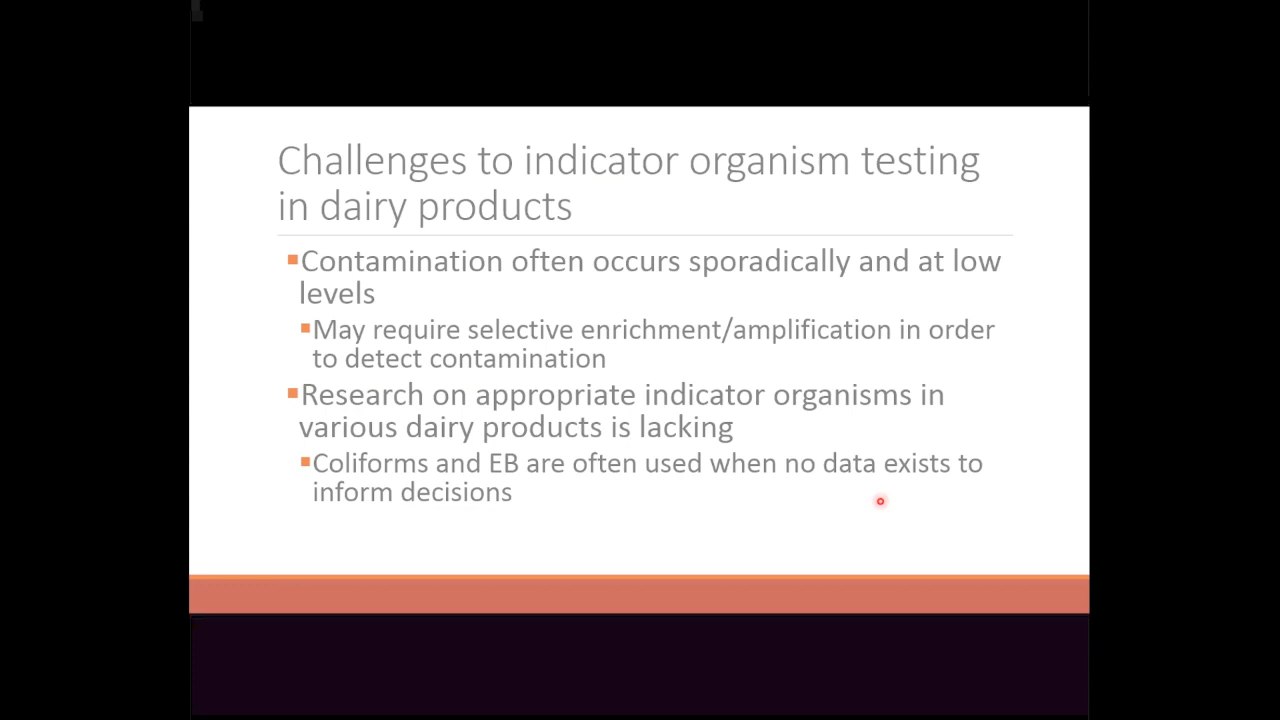 Challenges to indicator organism testing
in dairy products
▪Contamination often occurs sporadically and at low
levels
▪May require selective enrichment/amplification in order
to detect contamination
▪Research on appropriate indicator organisms in
various dairy products is lacking
▪Coliforms and EB are often used when no data exists to
inform decisions